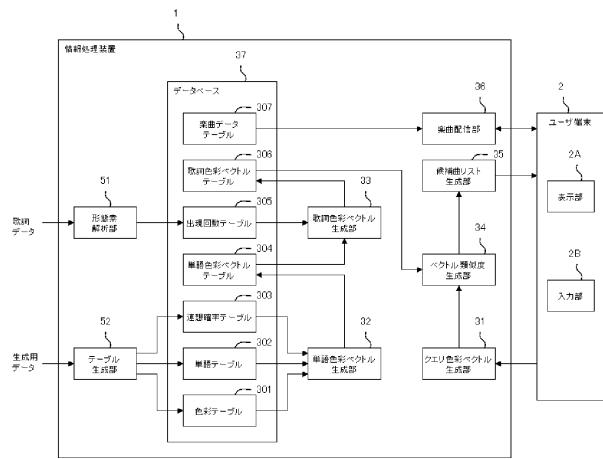 1
情報処理装置
37
データベース
307
楽曲データ
テーブル
36
楽曲配信部
2
ユーザ端末
306
歌詞色彩ベクトル
テーブル
33
35
候補曲リスト
生成部
2A
表示部
51
歌詞
データ
形態素
解析部
305
出現回数テーブル
歌詞色彩ベクトル
生成部
304
単語色彩ベクトル
テーブル
34
ベクトル類似度
生成部
2B
入力部
303
連想確率テーブル
52
生成用
データ
テーブル
生成部
302
単語テーブル
32
単語色彩ベクトル
生成部
31
クエリ色彩ベクトル
生成部
301
色彩テーブル